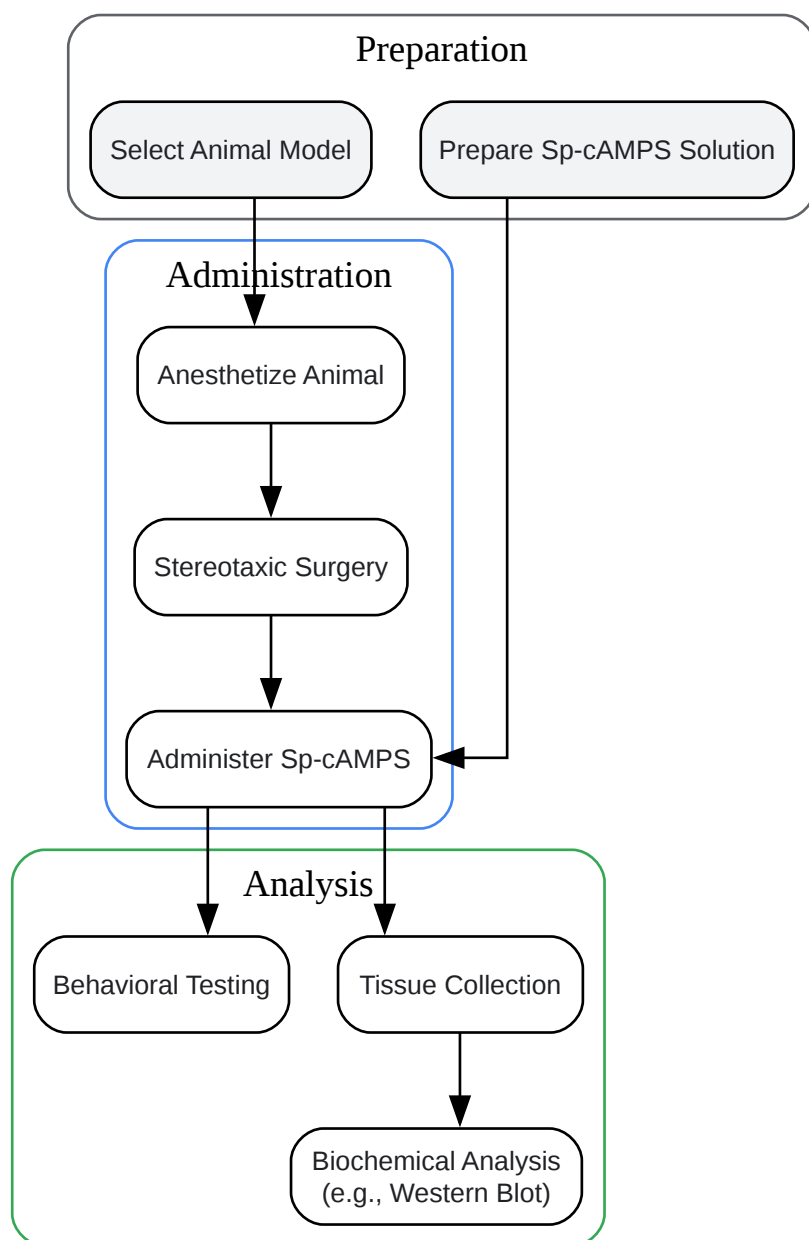 Preparation
Select Animal Model
Prepare Sp-cAMPS Solution
Administration
Anesthetize Animal
Stereotaxic Surgery
Administer Sp-cAMPS
Analysis
Behavioral Testing
Tissue Collection
Biochemical Analysis
(e.g., Western Blot)